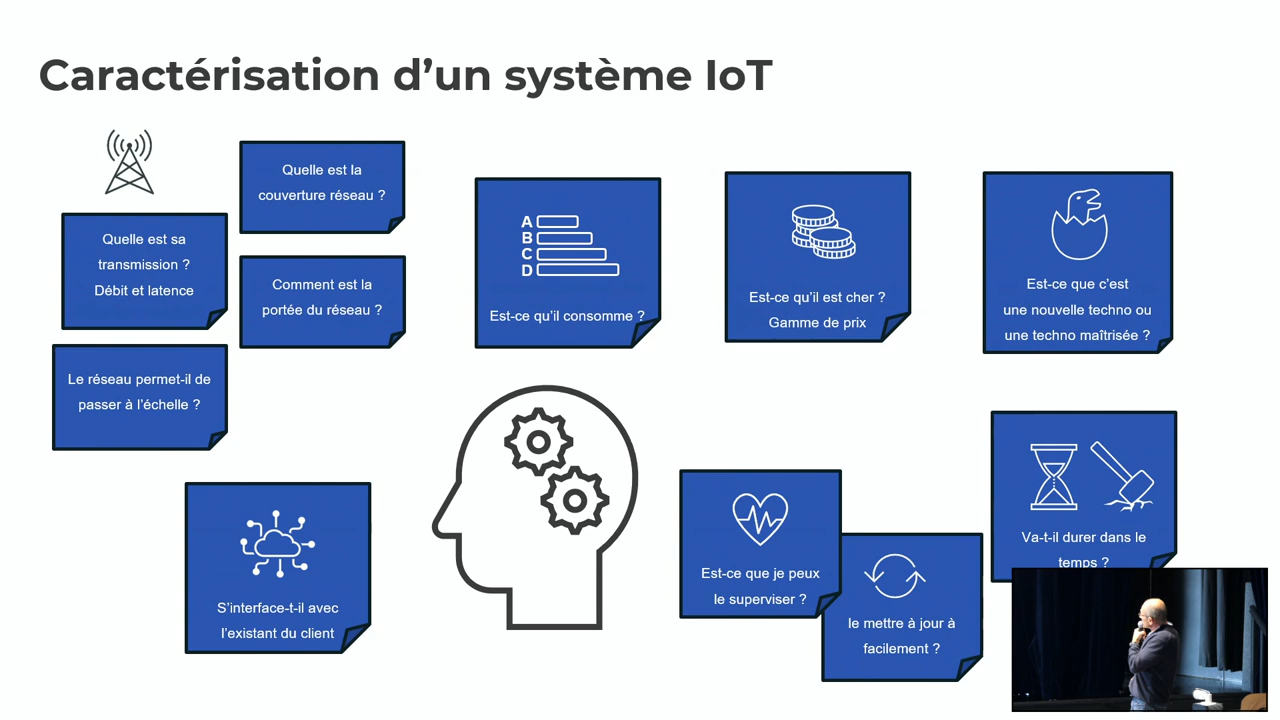 Caractérisation d’un système IoT
Quelle est la
couverture réseau ?
Quelle est sa
transmission ?
Débit et latence
Comment est la
portée du réseau ?
Le réseau permet-il de
passer à l’échelle ?
A
B
C
D
Est-ce qu’il consomme ?
Est-ce qu’il est cher ?
Gamme de prix
Est-ce que c’est
une nouvelle techno ou
une techno maîtrisée ?
S’interface-t-il avec
l’existant du client
Est-ce que je peux
le superviser ?
le mettre à jour à
facilement ?
Va-t-il durer dans le
temps ?